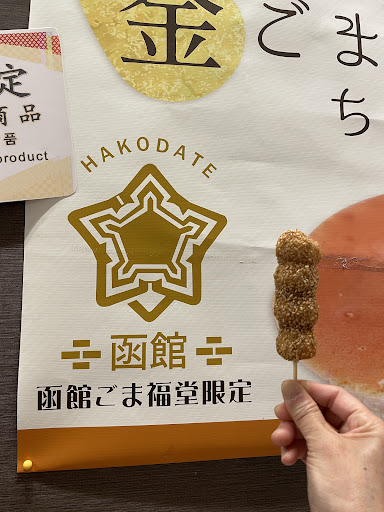 金
ごまち
定
商品
품
product
HAKODATE
函館
函館ごま福堂限定